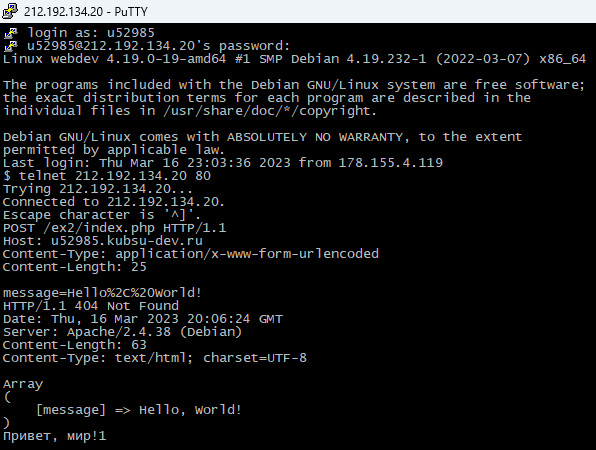 212.192.134.20 - PuTTY
login as: u52985
u52985@212.192.134.20's password:
Linux webdev 4.19.0-19-amd64 #1 SMP Debian 4.19.232-1 (2022-03-07) x86_64
The programs included with the Debian GNU/Linux system are free software;
the exact distribution terms for each program are described in the
individual files in /usr/share/doc/*/copyright.
Debian GNU/Linux comes with ABSOLUTELY NO WARRANTY, to the extent
permitted by applicable law.
Last login: Thu Mar 16 23:03:36 2023 from 178.155.4.119
$ telnet 212.192.134.20 80
Trying 212.192.134.20...
Connected to 212.192.134.20.
Escape character is '^]'.
POST /ex2/index.php HTTP/1.1
Host: u52985.kubsu-dev.ru
Content-Type: application/x-www-form-urlencoded
Content-Length: 25
message=Hello%2C%20World!
HTTP/1.1 404 Not Found
Date: Thu, 16 Mar 2023 20:06:24 GMT
Server: Apache/2.4.38 (Debian)
Content-Length: 63
Content-Type: text/html; charset=UTF-8
Array
(
[message] => Hello, World!
)
Привет, мир!1